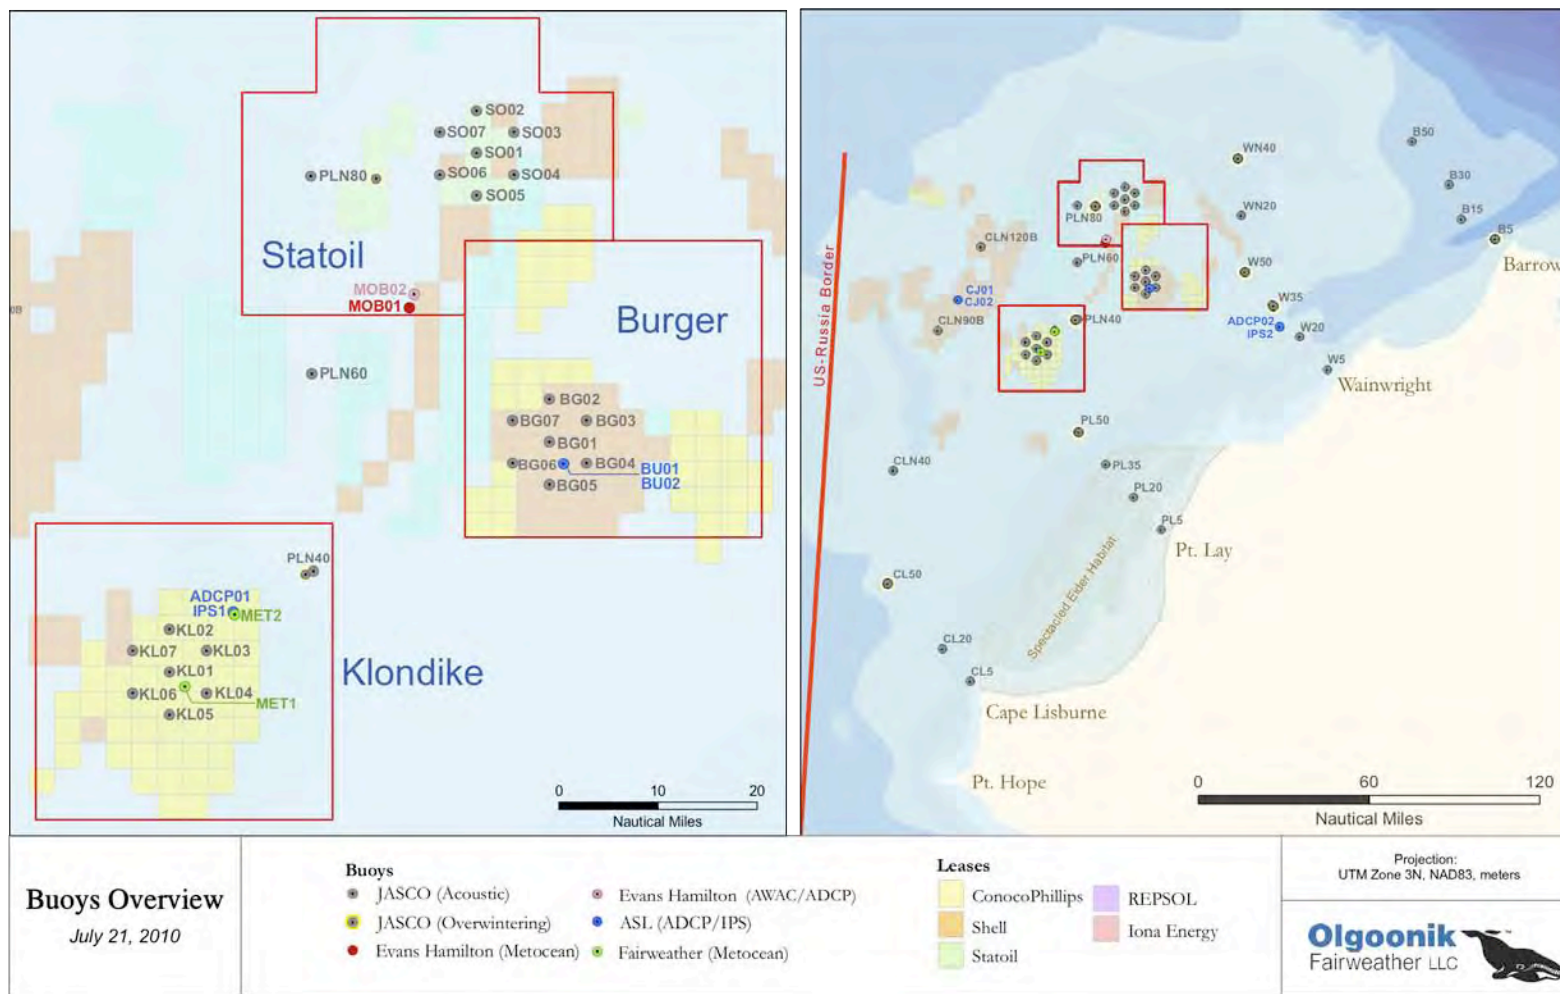 SO02
SO07
SO03
SO01
PLN80
SO06
SO04
SO05
Statoil
MOB02
MOB01
Burger
PLN60
BG02
BG07
BG03
BG01
BG06
BG04
BU01
BU02
BG05
PLN40
ADCP01
IPS1
MET2
KL02
KL07
KL03
KL01
Klondike
KL06
KL04
MET1
KL05
0 10 20
Nautical Miles
B50
WN40
B30
WN20
B15
PLN80
B5
CLN120B
Barrow
PLN60
W50
US-Russia Border
CJ01
CJ02
W35
PLN40
ADCP02
IPS2
CLN90B
W20
W5
Wainwright
PL50
CLN40
PL35
PL20
PL5
Pt. Lay
Spectacled Eider Habitat
CL50
CL20
CL5
Cape Lisburne
Pt. Hope
0 60 120
Nautical Miles
Buoys Overview
July 21, 2010
Buoys
JASCO (Acoustic)
JASCO (Overwintering)
Evans Hamilton (Metocean)
Evans Hamilton (AWAC/ADCP)
ASL (ADCP/IPS)
Fairweather (Metocean)
Leases
ConocoPhillips
Shell
Statoil
REPSOL
Iona Energy
Projection:
UTM Zone 3N, NAD83, meters
Olgoonik
Fairweather LLC